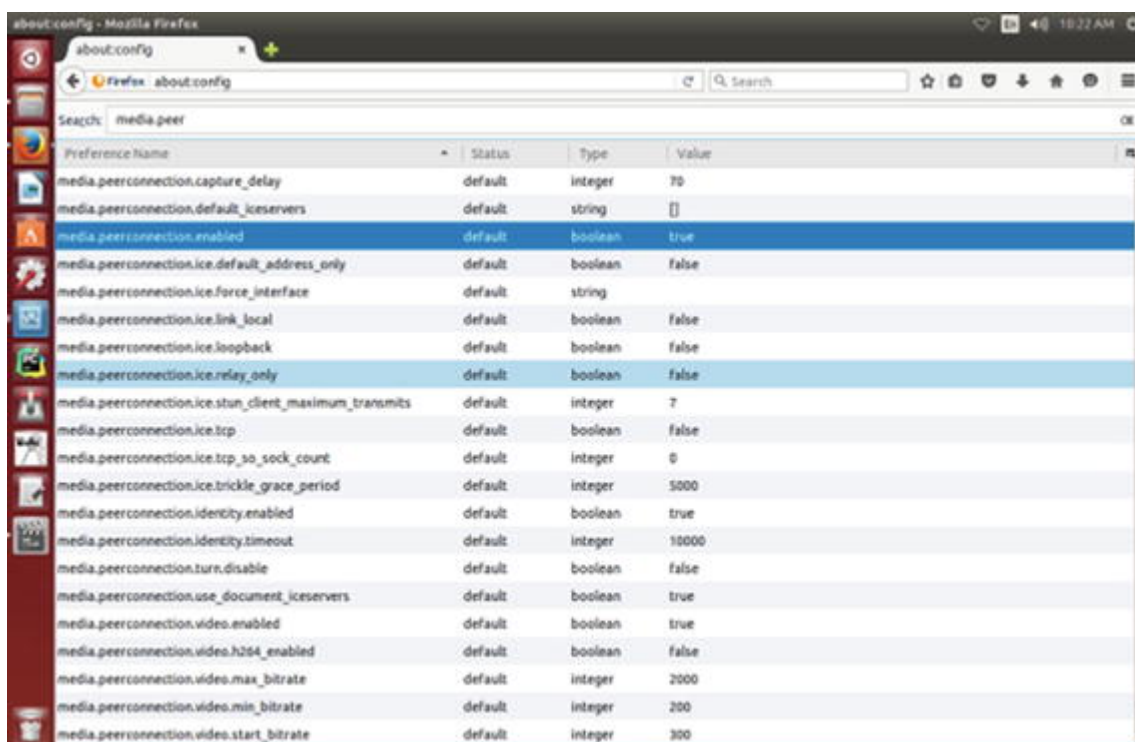 about:config - Mozilla Firefox En 10:22 AM
about:config
Firefox about:config Search
Search: media.peer
Preference Name Status Type Value
media.peerconnection.capture_delay default integer 70
media.peerconnection.default_iceservers default string []
media.peerconnection.enabled default boolean true
media.peerconnection.ice.default_address_only default boolean false
media.peerconnection.ice.force_interface default string
media.peerconnection.ice.link_local default boolean false
media.peerconnection.ice.loopback default boolean false
media.peerconnection.ice.relay_only default boolean false
media.peerconnection.ice.stun_client_maximum_transmits default integer 7
media.peerconnection.ice.tcp default boolean false
media.peerconnection.ice.tcp_so_sock_count default integer 0
media.peerconnection.ice.trickle_grace_period default integer 5000
media.peerconnection.identity.enabled default boolean true
media.peerconnection.identity.timeout default integer 10000
media.peerconnection.turn.disable default boolean false
media.peerconnection.use_document_iceservers default boolean true
media.peerconnection.video.enabled default boolean true
media.peerconnection.video.h264_enabled default boolean false
media.peerconnection.video.max_bitrate default integer 2000
media.peerconnection.video.min_bitrate default integer 200
media.peerconnection.video.start_bitrate default integer 300